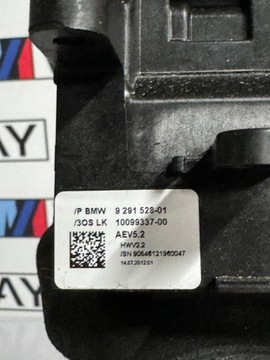 /P BMW 9 291 528-01
/3OS LK 10099337-00
AEV5.2
HWV2.2
/SN 90546121960047
14.07.2012.01
AY
AY